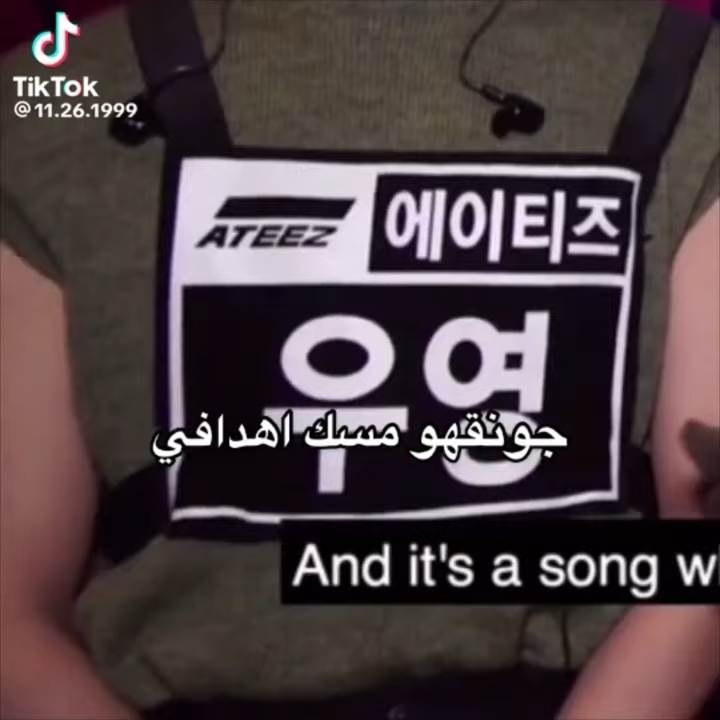 TikTok
@11.26.1999
ATEEZ
에이티즈
우영
جونقهو مسك اهدافي
And it's a song